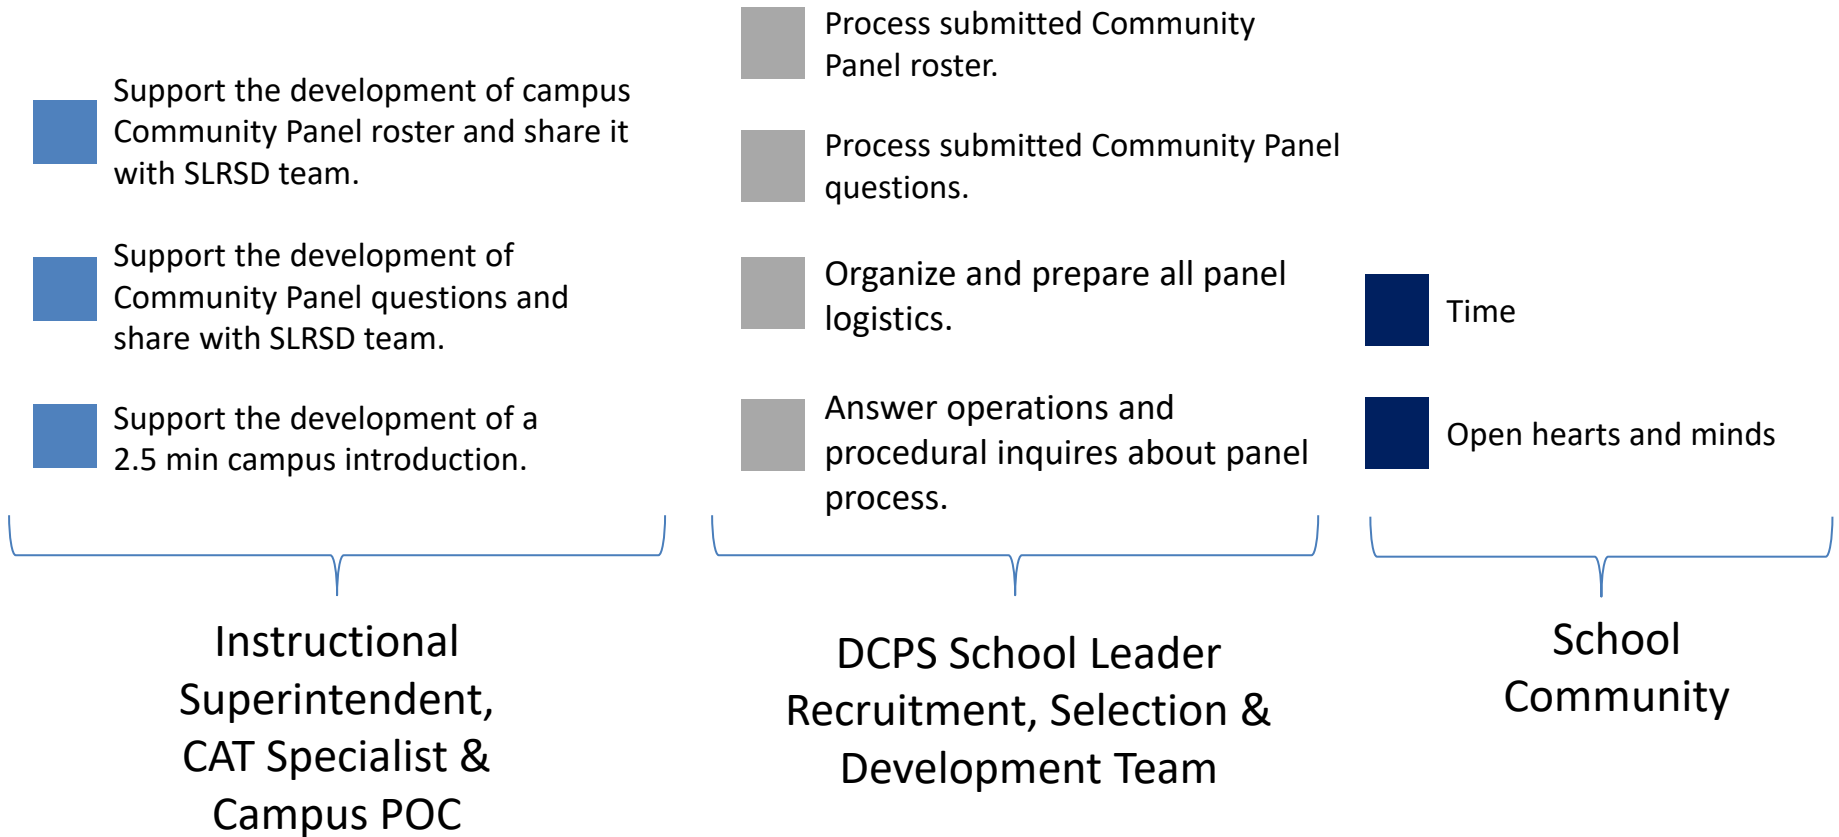 Support the development of campus
Community Panel roster and share it
with SLRSD team.
Support the development of
Community Panel questions and
share with SLRSD team.
Support the development of a
2.5 min campus introduction.
Instructional
Superintendent,
CAT Specialist &
Campus POC
Process submitted Community
Panel roster.
Process submitted Community Panel
questions.
Organize and prepare all panel
logistics.
Answer operations and
procedural inquires about panel
process.
DCPS School Leader
Recruitment, Selection &
Development Team
Time
Open hearts and minds
School
Community